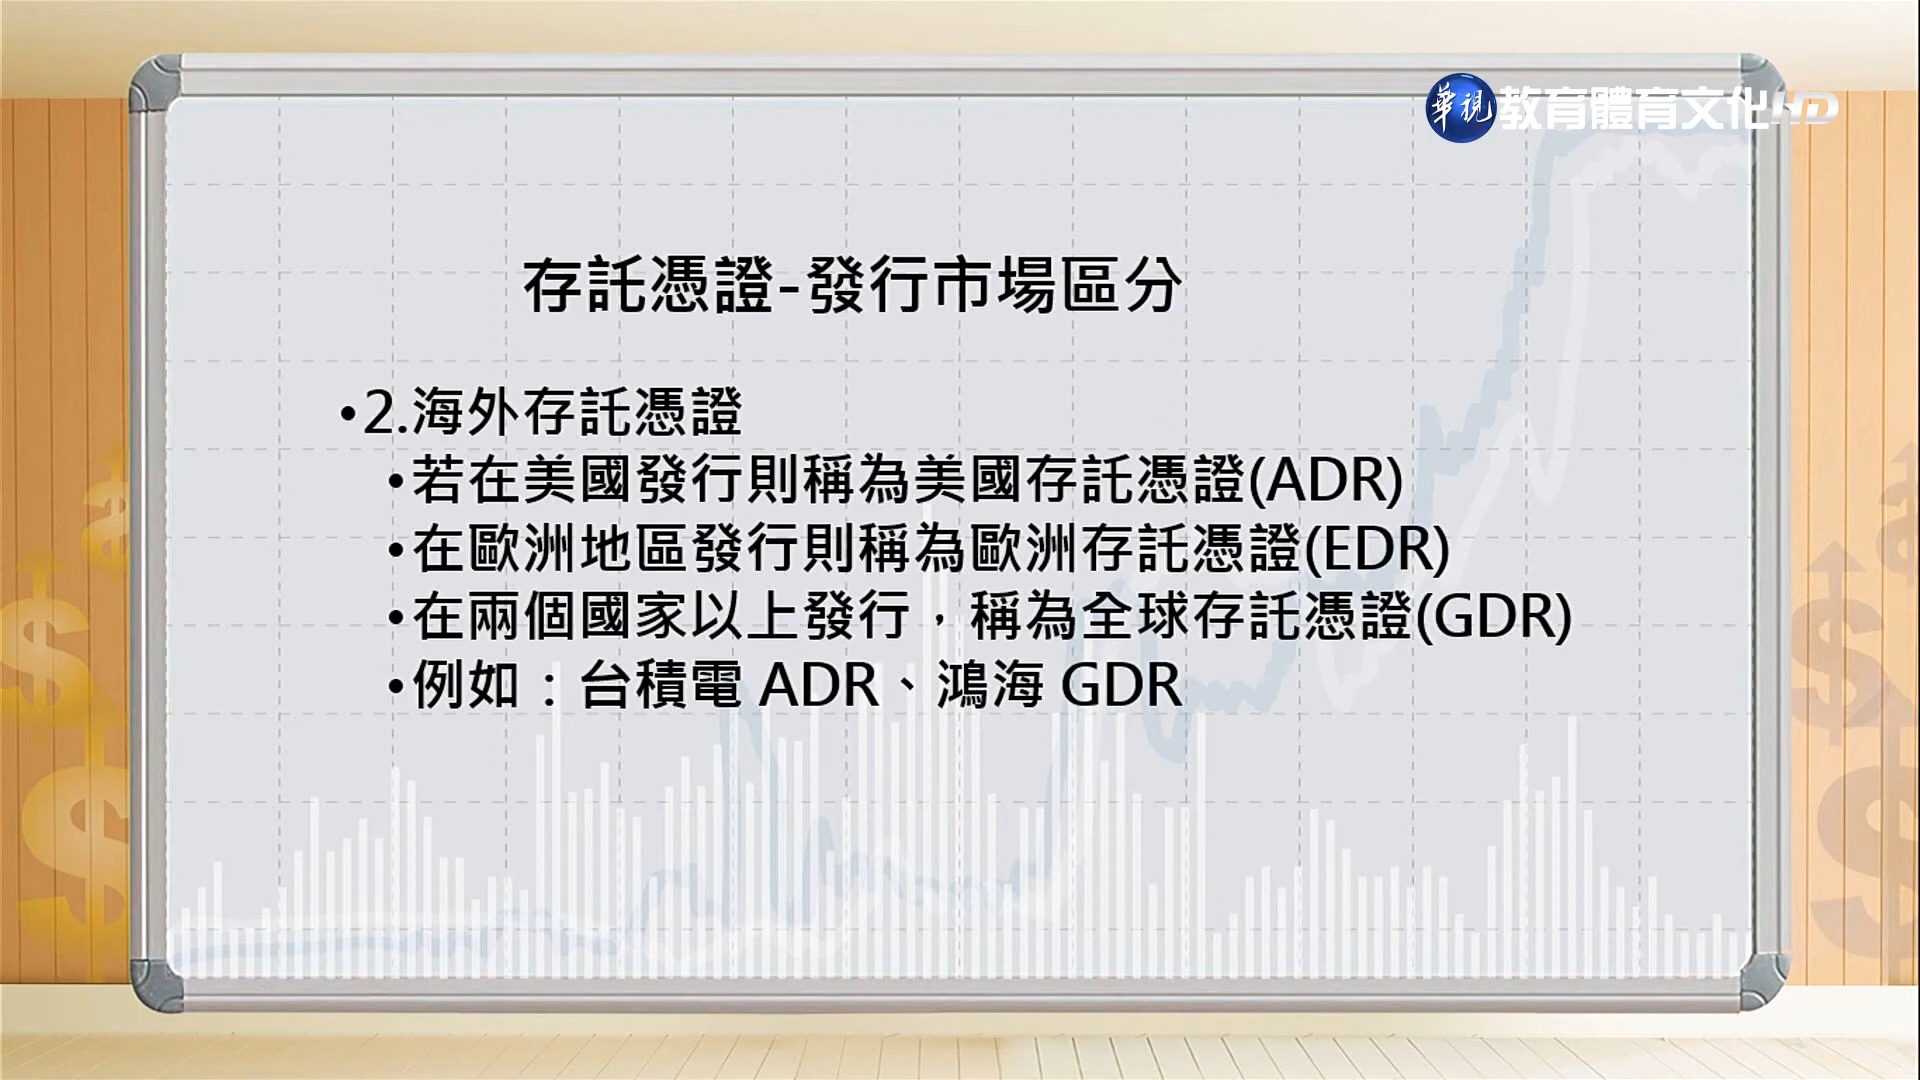 華視 教育體育文化HD
存託憑證-發行市場區分
•2.海外存託憑證
•若在美國發行則稱為美國存託憑證(ADR)
•在歐洲地區發行則稱為歐洲存託憑證(EDR)
•在兩個國家以上發行，稱為全球存託憑證(GDR)
•例如：台積電 ADR、鴻海 GDR